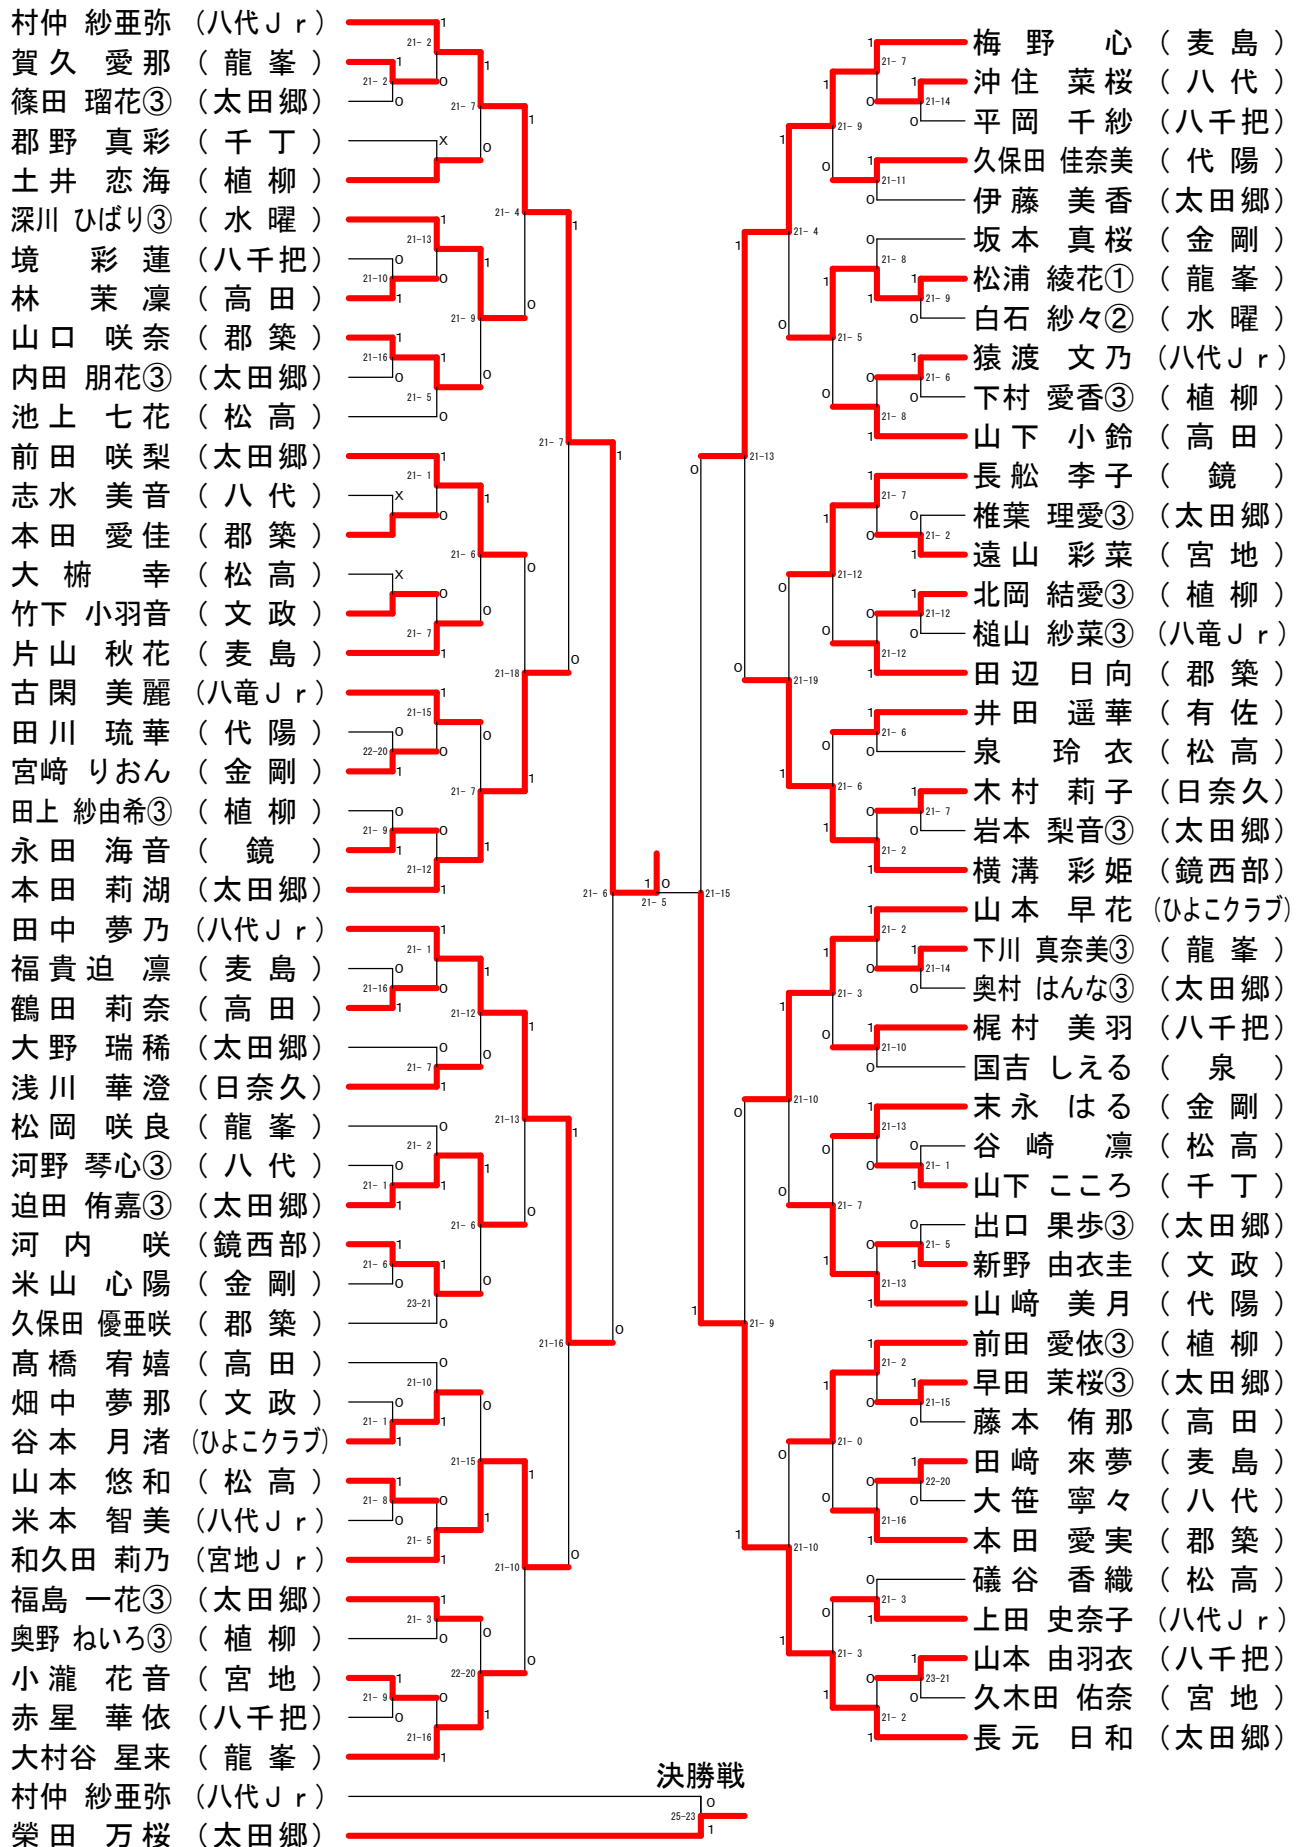 村仲 紗亜弥 (八代Ｊｒ)
賀久 愛那 ( 龍峯 )
篠田 瑠花③ (太田郷)
郡野 真彩 ( 千丁 )
土井 恋海 ( 植柳 )
深川 ひばり③ ( 水曜 )
境 彩蓮 (八千把)
林 茉凜 ( 高田 )
山口 咲奈 ( 郡築 )
内田 朋花③ (太田郷)
池上 七花 ( 松高 )
前田 咲梨 (太田郷)
志水 美音 ( 八代 )
本田 愛佳 ( 郡築 )
大椨 幸 ( 松高 )
竹下 小羽音 ( 文政 )
片山 秋花 ( 麦島 )
古閑 美麗 (八竜Ｊｒ)
田川 琉華 ( 代陽 )
宮﨑 りおん ( 金剛 )
田上 紗由希③ ( 植柳 )
永田 海音 ( 鏡 )
本田 莉湖 (太田郷)
田中 夢乃 (八代Ｊｒ)
福貴迫 凛 ( 麦島 )
鶴田 莉奈 ( 高田 )
大野 瑞稀 (太田郷)
浅川 華澄 (日奈久)
松岡 咲良 ( 龍峯 )
河野 琴心③ ( 八代 )
迫田 侑嘉③ (太田郷)
河内 咲 (鏡西部)
米山 心陽 ( 金剛 )
久保田 優亜咲 ( 郡築 )
髙橋 宥嬉 ( 高田 )
畑中 夢那 ( 文政 )
谷本 月渚 (ひよこクラブ)
山本 悠和 ( 松高 )
米本 智美 (八代Ｊｒ)
和久田 莉乃 (宮地Ｊｒ)
福島 一花③ (太田郷)
奥野 ねいろ③ ( 植柳 )
小瀧 花音 ( 宮地 )
赤星 華依 (八千把)
大村谷 星来 ( 龍峯 )
村仲 紗亜弥 (八代Ｊｒ)
榮田 万桜 (太田郷)
梅野 心 ( 麦島 )
沖住 菜桜 ( 八代 )
平岡 千紗 (八千把)
久保田 佳奈美 ( 代陽 )
伊藤 美香 (太田郷)
坂本 真桜 ( 金剛 )
松浦 綾花① ( 龍峯 )
白石 紗々② ( 水曜 )
猿渡 文乃 (八代Ｊｒ)
下村 愛香③ ( 植柳 )
山下 小鈴 ( 高田 )
長舩 李子 ( 鏡 )
椎葉 理愛③ (太田郷)
遠山 彩菜 ( 宮地 )
北岡 結愛③ ( 植柳 )
槌山 紗菜③ (八竜Ｊｒ)
田辺 日向 ( 郡築 )
井田 遥華 ( 有佐 )
泉 玲衣 ( 松高 )
木村 莉子 (日奈久)
岩本 梨音③ (太田郷)
横溝 彩姫 (鏡西部)
山本 早花 (ひよこクラブ)
下川 真奈美③ ( 龍峯 )
奥村 はんな③ (太田郷)
梶村 美羽 (八千把)
国吉 しえる ( 泉 )
末永 はる ( 金剛 )
谷崎 凛 ( 松高 )
山下 こころ ( 千丁 )
出口 果歩③ (太田郷)
新野 由衣圭 ( 文政 )
山﨑 美月 ( 代陽 )
前田 愛依③ ( 植柳 )
早田 茉桜③ (太田郷)
藤本 侑那 ( 高田 )
田﨑 來夢 ( 麦島 )
大笹 寧々 ( 八代 )
本田 愛実 ( 郡築 )
礒谷 香織 ( 松高 )
上田 史奈子 (八代Ｊｒ)
山本 由羽衣 (八千把)
久木田 佑奈 ( 宮地 )
長元 日和 (太田郷)
決勝戦
25-23
0
1
21- 5
1 0
21- 6
21-15
21- 7
21-16
21-13
21- 9